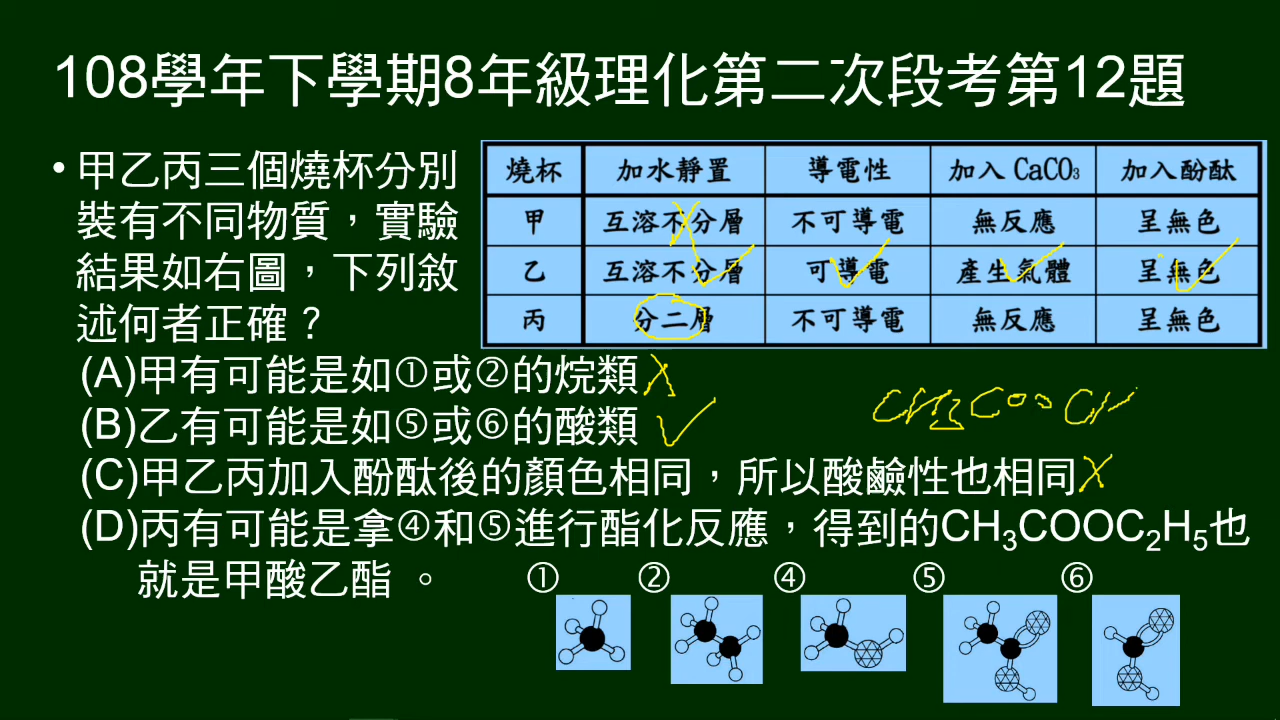 108學年下學期8年級理化第二次段考第12題
•甲乙丙三個燒杯分別
裝有不同物質，實驗
結果如右圖，下列敘
述何者正確？
燒杯 加水靜置 導電性 加入 CaCO₃ 加入酚酞
甲 互溶不分層 不可導電 無反應 呈無色
乙 互溶不分層 可導電 產生氣體 呈無色
丙 分二層 不可導電 無反應 呈無色
(A)甲有可能是如①或②的烷類
(B)乙有可能是如⑤或⑥的酸類
(C)甲乙丙加入酚酞後的顏色相同，所以酸鹼性也相同
(D)丙有可能是拿④和⑤進行酯化反應，得到的CH₃COOC₂H₅也
就是甲酸乙酯 。
① ② ④ ⑤ ⑥